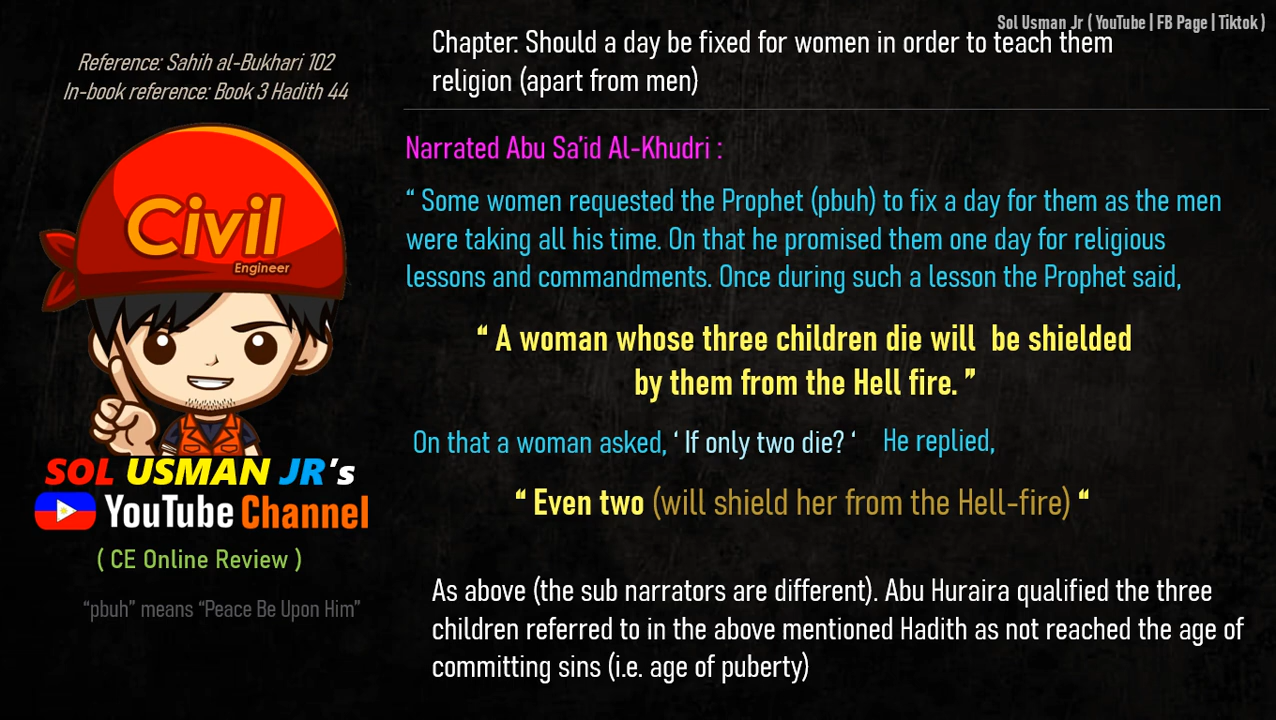 Sol Usman Jr ( YouTube | FB Page | Tiktok )
Reference: Sahih al-Bukhari 102
In-book reference: Book 3 Hadith 44
Civil
Engineer
SOL USMAN JR's
YouTube Channel
( CE Online Review )
“pbuh” means “Peace Be Upon Him”
Chapter: Should a day be fixed for women in order to teach them
religion (apart from men)
Narrated Abu Sa'id Al-Khudri :
“ Some women requested the Prophet (pbuh) to fix a day for them as the men
were taking all his time. On that he promised them one day for religious
lessons and commandments. Once during such a lesson the Prophet said,
“ A woman whose three children die will be shielded
by them from the Hell fire. ”
On that a woman asked, ‘ If only two die? ‘ He replied,
“ Even two (will shield her from the Hell-fire) “
As above (the sub narrators are different). Abu Huraira qualified the three
children referred to in the above mentioned Hadith as not reached the age of
committing sins (i.e. age of puberty)